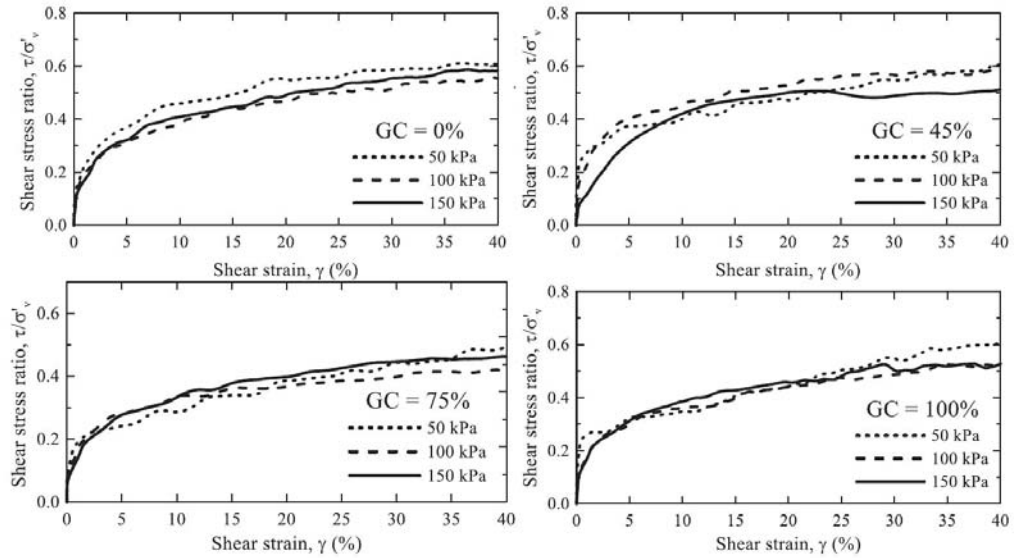 0.8
0.6
0.4
0.2
0.0
Shear stress ratio, τ/σ'v
GC = 0%
50 kPa
100 kPa
150 kPa
0 5 10 15 20 25 30 35 40
Shear strain, γ (%)
0.8
0.6
0.4
0.2
0.0
Shear stress ratio, τ/σ'v
GC = 45%
50 kPa
100 kPa
150 kPa
0 5 10 15 20 25 30 35 40
Shear strain, γ (%)
0.6
0.4
0.2
0.0
Shear stress ratio, τ/σ'v
GC = 75%
50 kPa
100 kPa
150 kPa
0 5 10 15 20 25 30 35 40
Shear strain, γ (%)
0.8
0.6
0.4
0.2
0.0
Shear stress ratio, τ/σ'v
GC = 100%
50 kPa
100 kPa
150 kPa
0 5 10 15 20 25 30 35 40
Shear strain, γ (%)